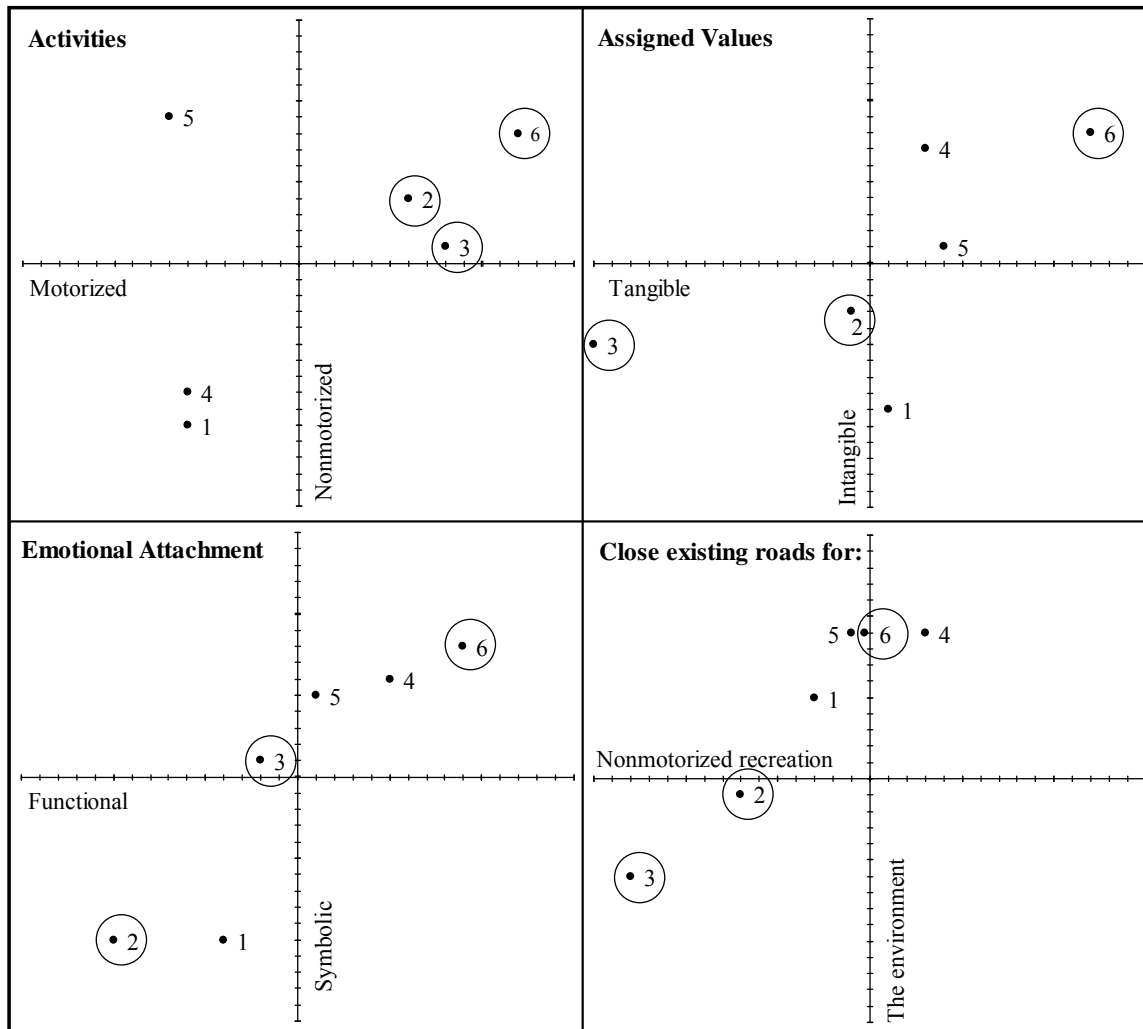 Activities
5
6
2
3
Motorized
4
1
Nonmotorized
Assigned Values
6
4
5
Tangible
2
3
1
Intangible
Emotional Attachment
6
4
5
3
Functional
2
1
Symbolic
Close existing roads for:
5
6
4
1
Nonmotorized recreation
2
3
The environment